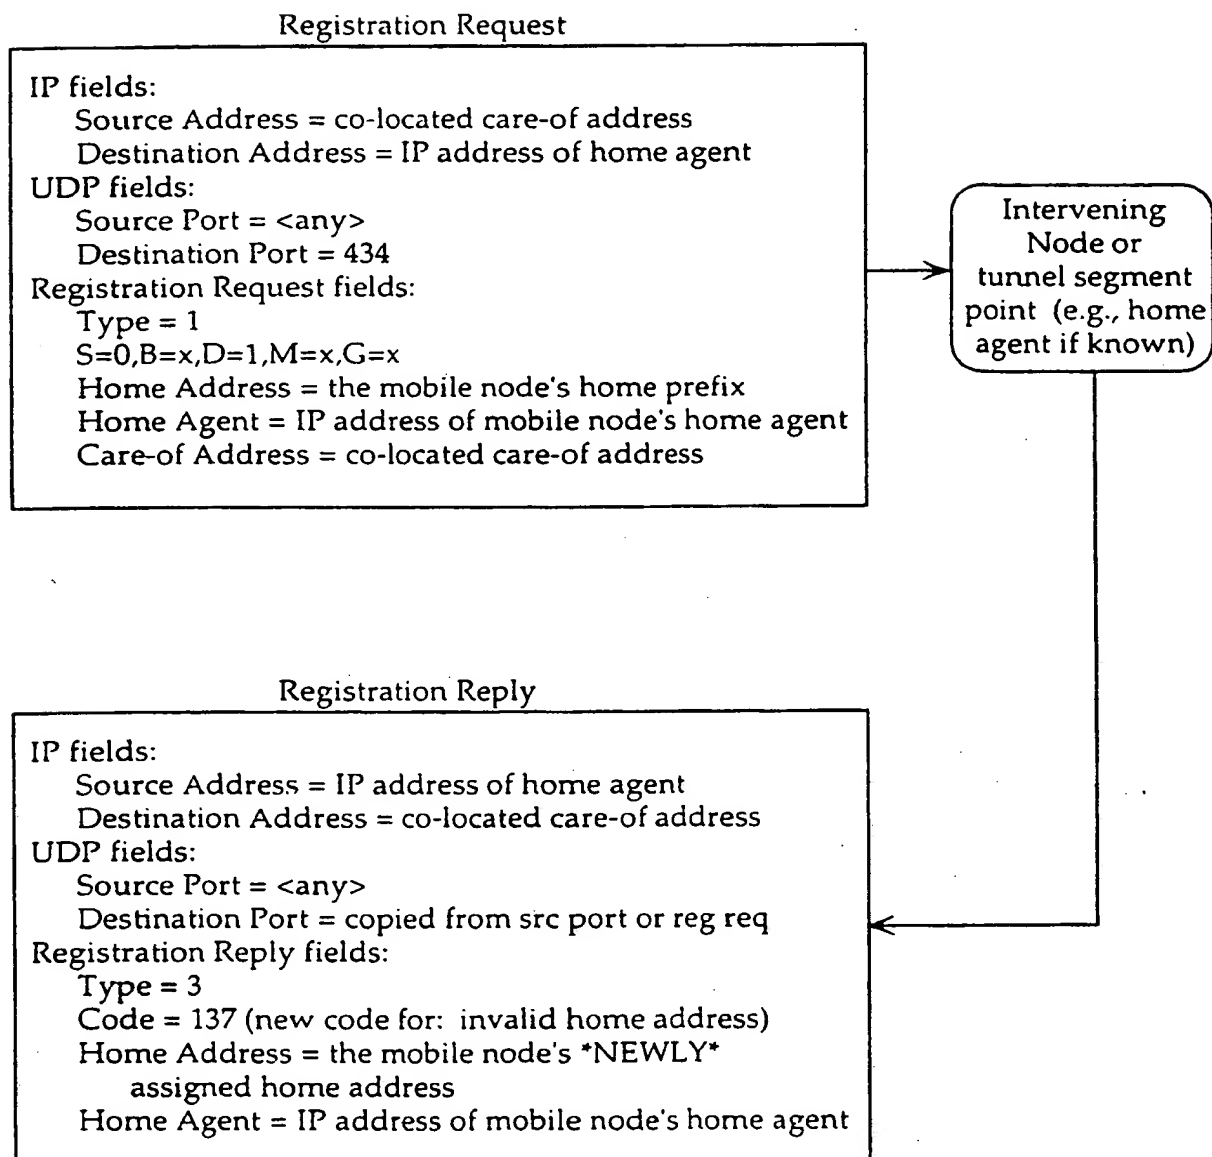 Registration Request
IP fields:
Source Address = co-located care-of address
Destination Address = IP address of home agent
UDP fields:
Source Port = <any>
Destination Port = 434
Registration Request fields:
Type = 1
S=0,B=x,D=1,M=x,G=x
Home Address = the mobile node's home prefix
Home Agent = IP address of mobile node's home agent
Care-of Address = co-located care-of address
Intervening
Node or
tunnel segment
point (e.g., home
agent if known)
Registration Reply
IP fields:
Source Address = IP address of home agent
Destination Address = co-located care-of address
UDP fields:
Source Port = <any>
Destination Port = copied from src port or reg req
Registration Reply fields:
Type = 3
Code = 137 (new code for: invalid home address)
Home Address = the mobile node's *NEWLY*
assigned home address
Home Agent = IP address of mobile node's home agent